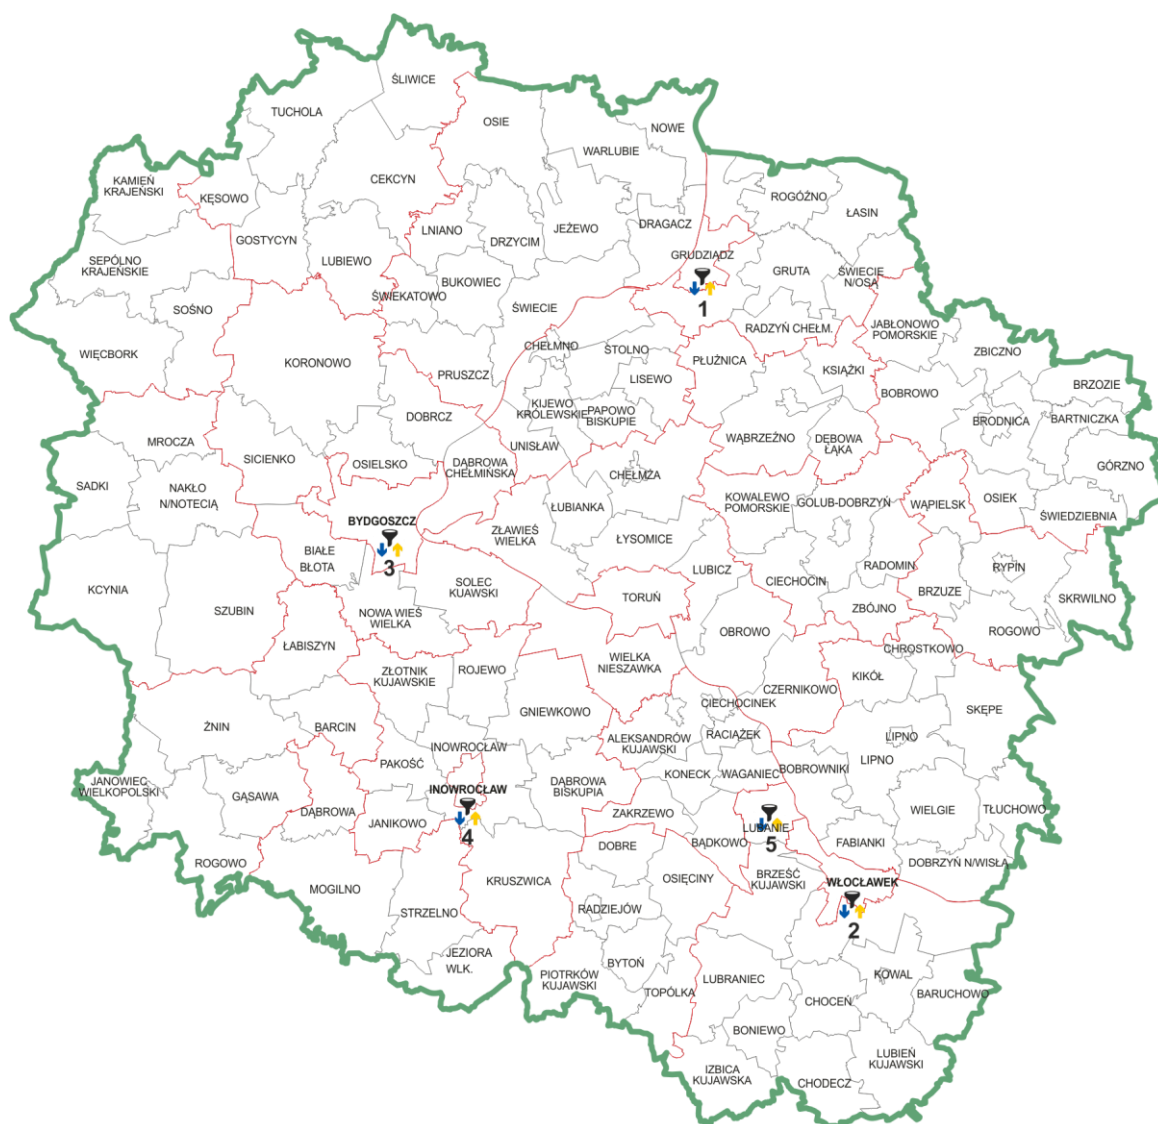 ŚLIWICE
TUCHOLA
OSIE
NOWE
WARLUBIE
KAMIEŃ
KRAJEŃSKI
KĘSOWO
CEKCYN
ROGÓŹNO
ŁASIN
GOSTYCYN
LNIANO
DRZYCIM
JEŻEWO
DRAGACZ
SEPÓLNO
KRAJEŃSKIE
LUBIEWO
GRUDZIĄDZ
1
GRUTA
ŚWIECIE
N/OSĄ
BUKOWIEC
ŚWIEKATOWO
ŚWIECIE
SOŚNO
RADZYŃ CHEŁM.
JABŁONOWO
POMORSKIE
WIĘCBORK
KORONOWO
CHEŁMNO
STOLNO
PŁUŻNICA
ZBICZNO
PRUSZCZ
LISEWO
KSIĄŻKI
BRZOZIE
BOBROWO
KIJEWO
KRÓLEWSKIE
PAPOWO
BISKUPIE
DOBRCZ
BRODNICA
BARTNICZKA
MROCZA
SICIENKO
OSIELSKO
DĄBROWA
CHEŁMIŃSKA
UNISŁAW
WĄBRZEŹNO
DĘBOWA
ŁĄKA
GÓRZNO
SADKI
NAKŁO
N/NOTECIĄ
CHEŁMŻA
KOWALEWO
POMORSKIE
GOLUB-DOBRZYŃ
WĄPIELSK
OSIEK
ŚWIEDZIEBNIA
BYDGOSZCZ
3
ŁUBIANKA
ZŁAWIEŚ
WIELKA
ŁYSOMICE
BIAŁE
BŁOTA
LUBICZ
RADOMIN
RYPIN
KCYNIA
SZUBIN
SOLEC
KUAWSKI
TORUŃ
CIECHOCIN
BRZUZE
SKRWILNO
NOWA WIEŚ
WIELKA
ZBÓJNO
OBROWO
ROGOWO
ŁABISZYN
CHROSTKOWO
ZŁOTNIK
KUJAWSKIE
ROJEWO
WIELKA
NIESZAWKA
KIKÓŁ
CZERNIKOWO
CIECHOCINEK
SKĘPE
GNIEWKOWO
ŻNIN
BARCIN
ALEKSANDRÓW
KUJAWSKI
RACIĄŻEK
LIPNO
INOWROCŁAW
PAKOŚĆ
LIPNO
KONECK
WAGANIEC
BOBROWNIKI
JANOWIEC
WIELKOPOLSKI
GĄSAWA
DĄBROWA
BISKUPIA
INOWROCŁAW
4
DĄBROWA
JANIKOWO
ZAKRZEWO
WIELGIE
TŁUCHOWO
LUBANIE
5
BĄDKOWO
FABIANKI
DOBRE
ROGOWO
DOBRZYŃ N/WISŁĄ
BRZEŚĆ
KUJAWSKI
WŁOCŁAWEK
2
MOGILNO
KRUSZWICA
OSIĘCINY
STRZELNO
RADZIEJÓW
JEZIORA
WLK.
BYTOŃ
PIOTRKÓW
KUJAWSKI
TOPÓLKA
LUBRANIEC
KOWAL
CHOCEŃ
BARUCHOWO
BONIEWO
LUBIEŃ
KUJAWSKI
IZBICA
KUJAWSKA
CHODECZ